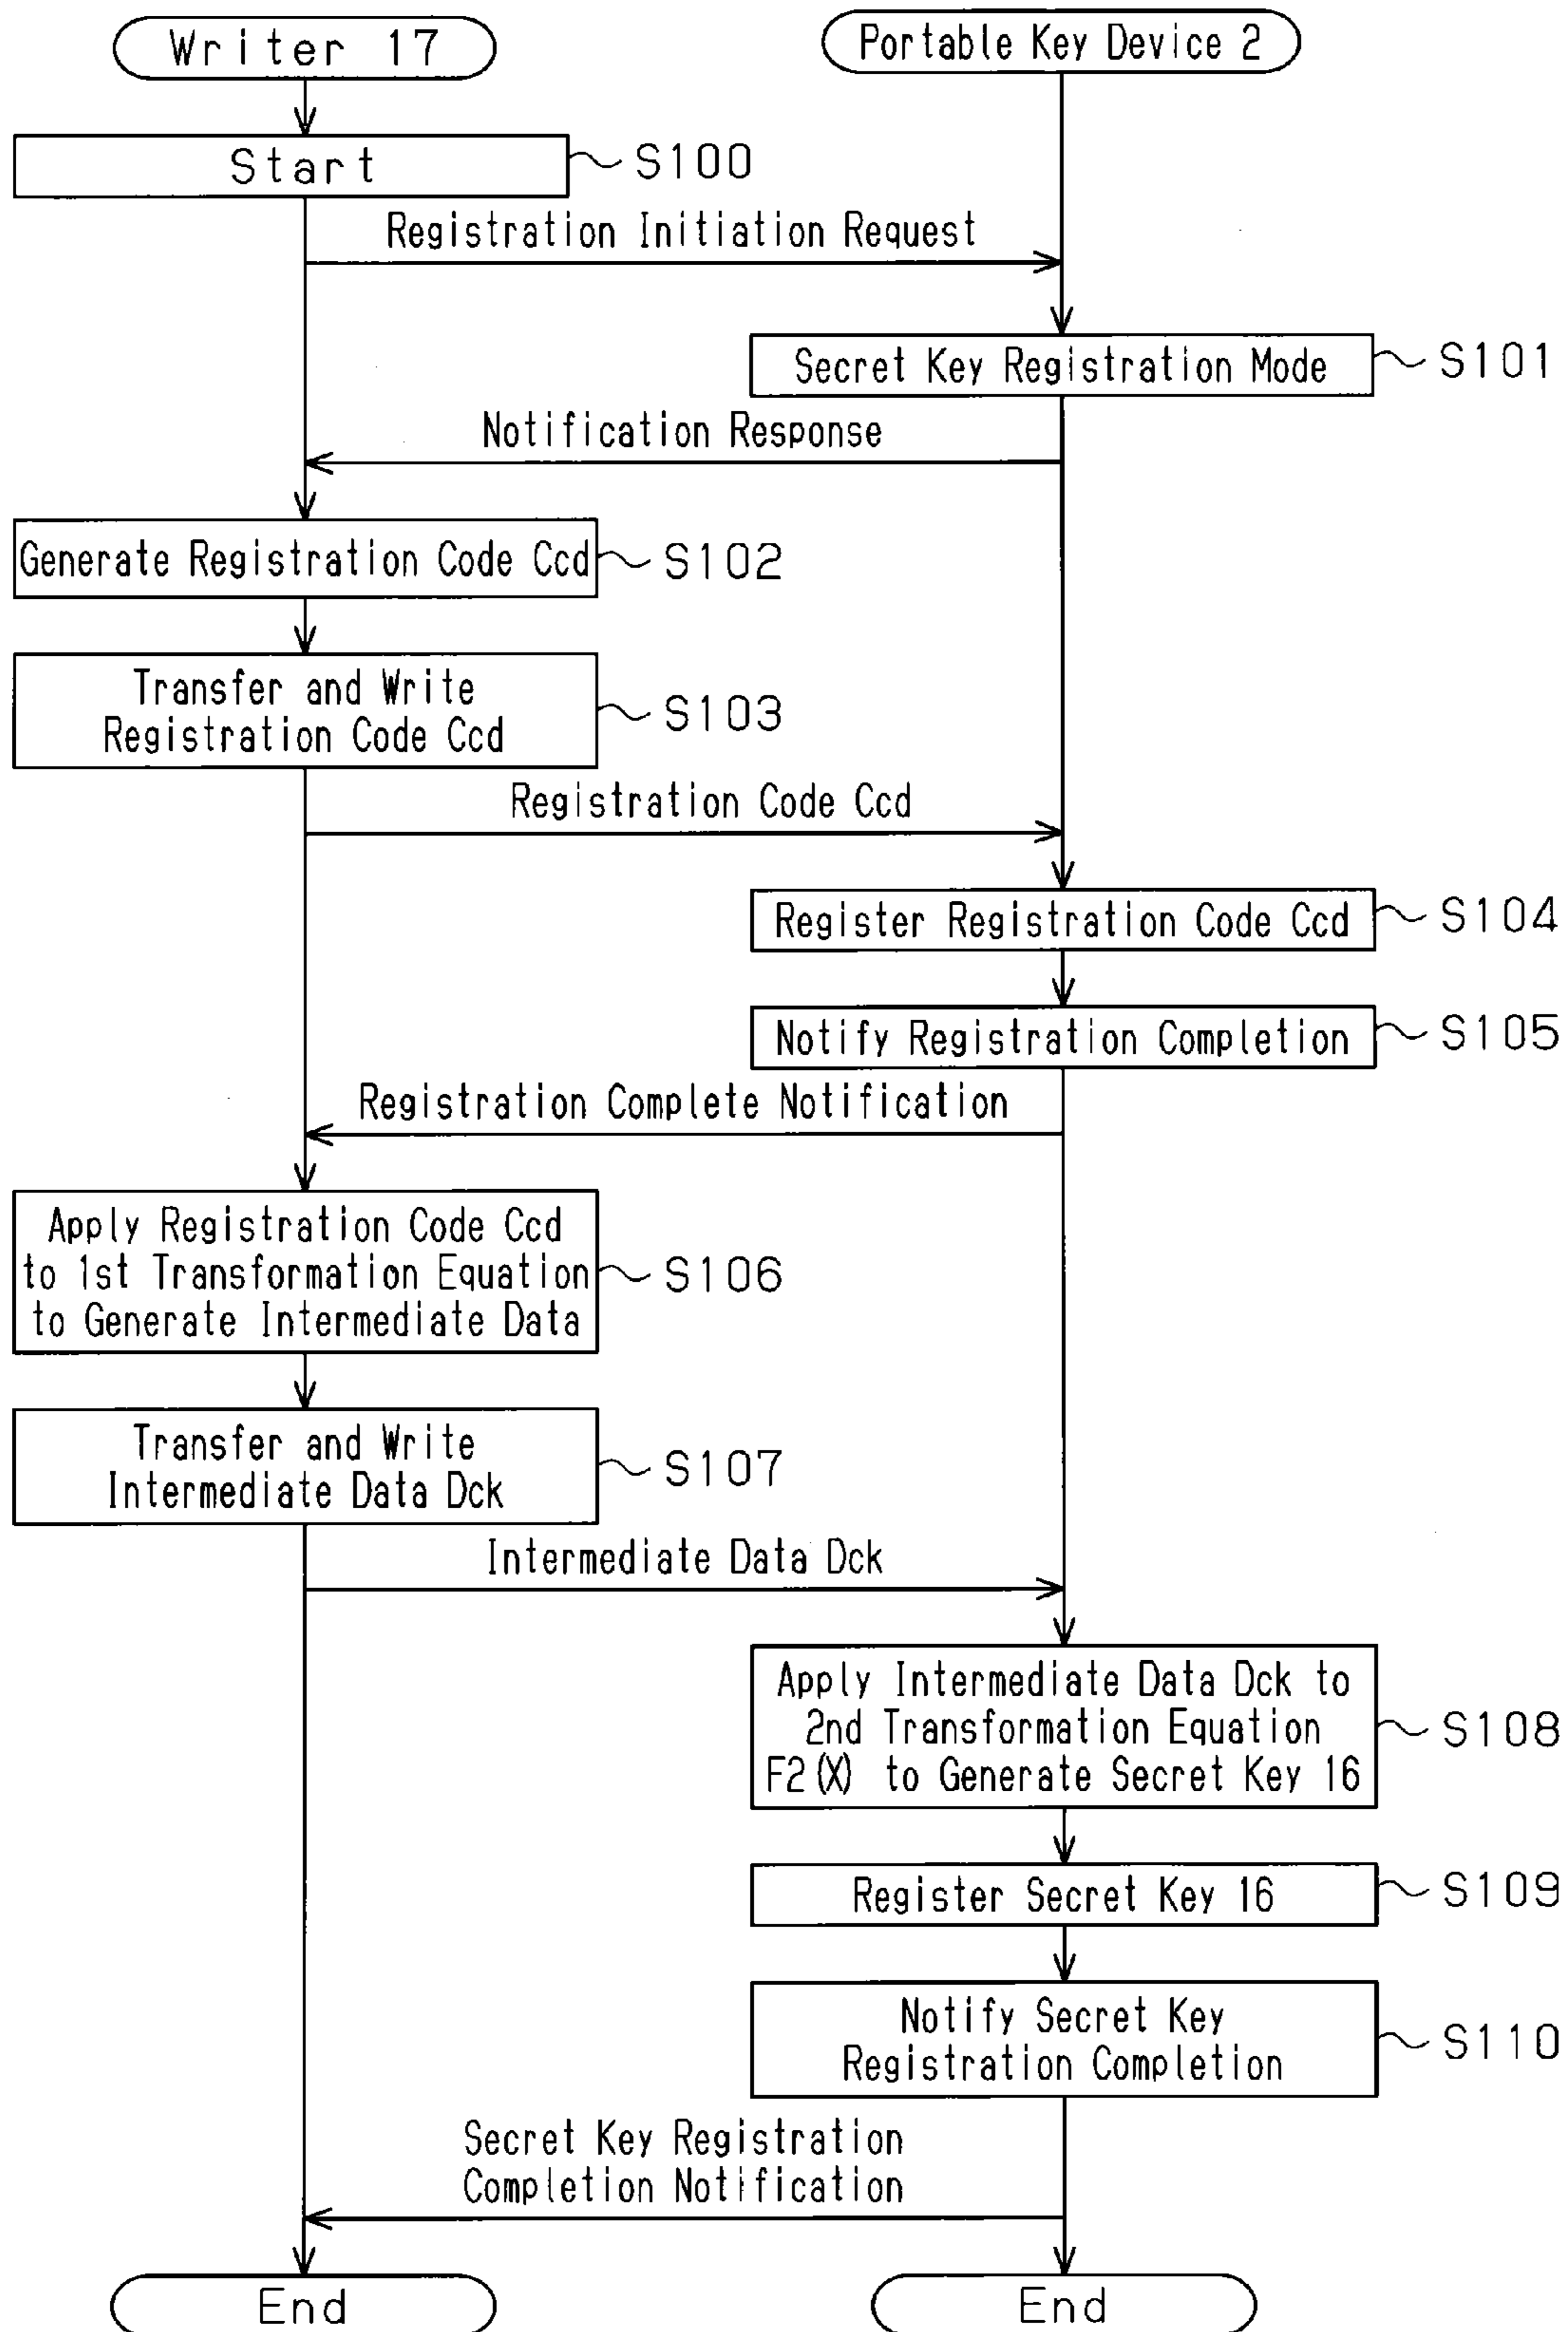 Writer 17
Portable Key Device 2
Start
S100
Registration Initiation Request
Secret Key Registration Mode
S101
Notification Response
Generate Registration Code Ccd
S102
Transfer and Write
Registration Code Ccd
S103
Registration Code Ccd
Register Registration Code Ccd
S104
Notify Registration Completion
S105
Registration Complete Notification
Apply Registration Code Ccd
to 1st Transformation Equation
to Generate Intermediate Data
S106
Transfer and Write
Intermediate Data Dck
S107
Intermediate Data Dck
Apply Intermediate Data Dck to
2nd Transformation Equation
F2(X) to Generate Secret Key 16
S108
Register Secret Key 16
S109
Notify Secret Key
Registration Completion
S110
Secret Key Registration
Completion Notification
End
End